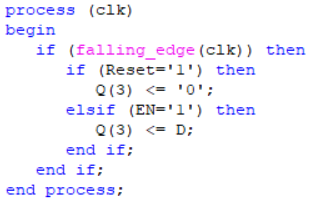 process (clk)
begin
if (falling_edge(clk)) then
if (Reset='1') then
Q(3) <= '0';
elsif (EN='1') then
Q(3) <= D;
end if;
end if;
end process;